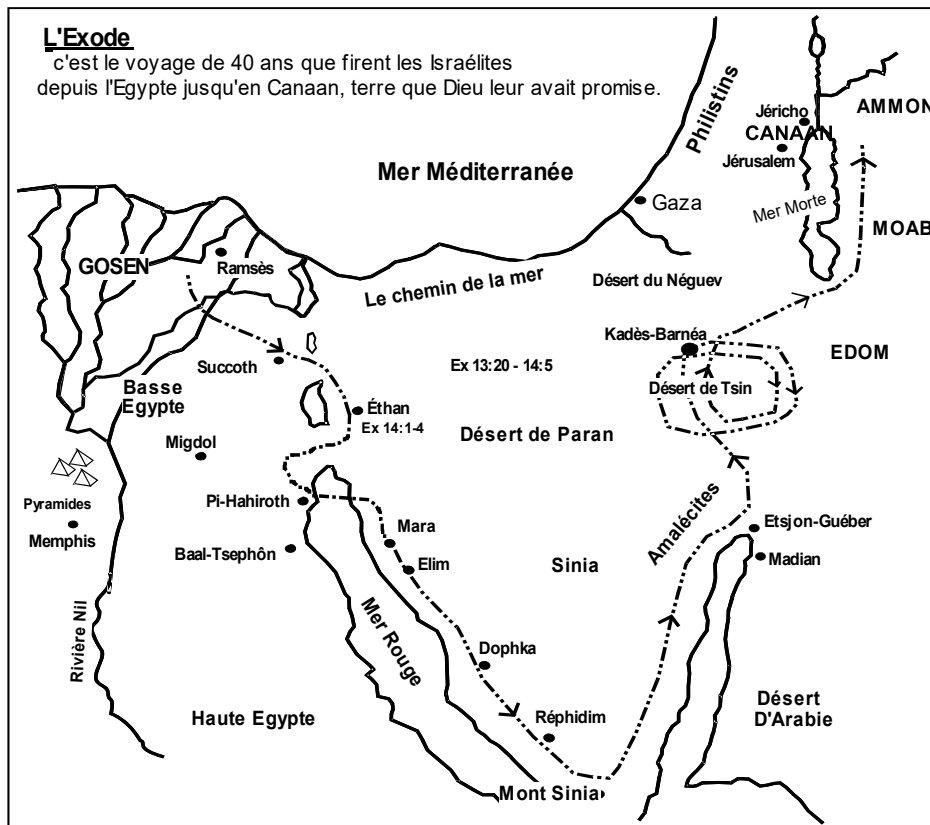 L'Exode
c'est le voyage de 40 ans que firent les Israélites
depuis l'Egypte jusqu'en Canaan, terre que Dieu leur avait promise.
Philistins
AMMON
Jéricho
CANAAN
Jérusalem
Mer Méditerranée
Gaza
Mer Morte
MOAB
GOSEN
Ramsès
Le chemin de la mer
Désert du Néguev
Kadès-Barnéa
EDOM
Succoth
Ex 13:20 - 14:5
Désert de Tsin
Basse
Egypte
Éthan
Ex 14:1-4
Désert de Paran
Migdol
Pyramides
Pi-Hahiroth
Memphis
Mara
Amalécites
Etsjon-Guéber
Baal-Tsephôn
Elim
Sinia
Madian
Rivière Nil
Mer Rouge
Dophka
Haute Egypte
Réphidim
Désert
D'Arabie
Mont Sinia